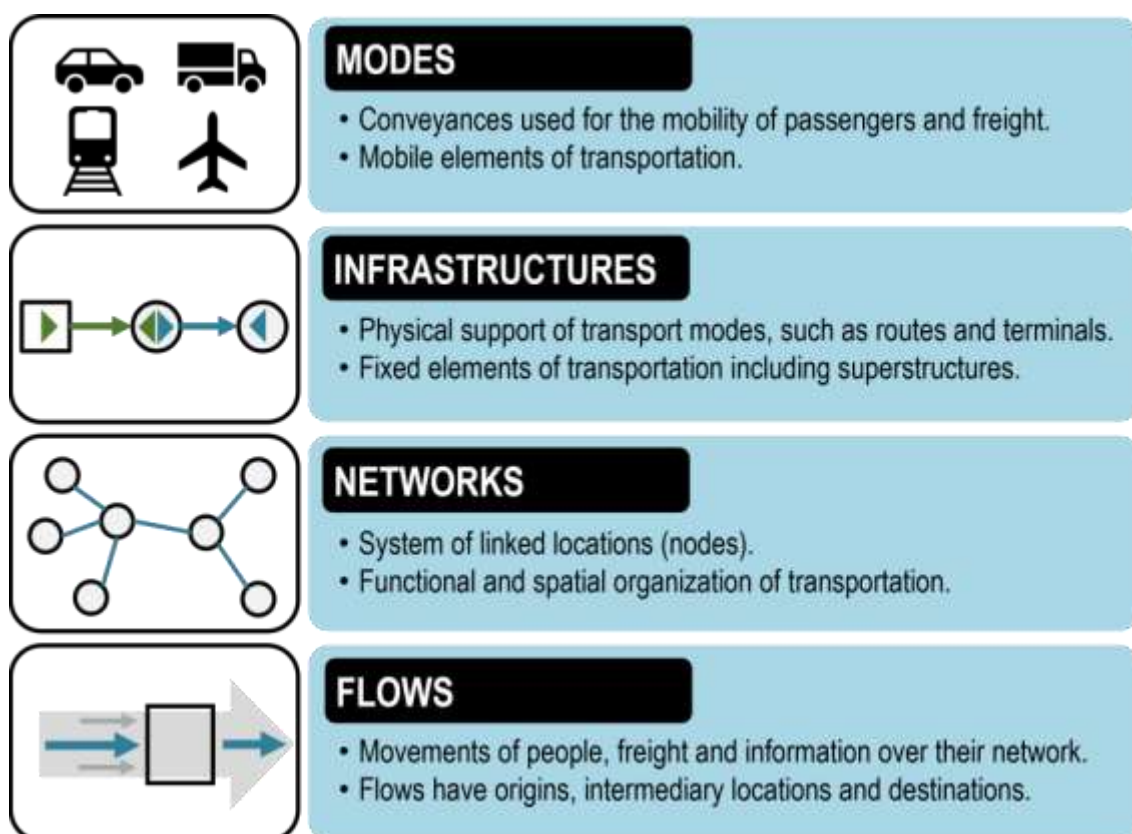 MODES
• Conveyances used for the mobility of passengers and freight.
• Mobile elements of transportation.
INFRASTRUCTURES
• Physical support of transport modes, such as routes and terminals.
• Fixed elements of transportation including superstructures.
NETWORKS
• System of linked locations (nodes).
• Functional and spatial organization of transportation.
FLOWS
• Movements of people, freight and information over their network.
• Flows have origins, intermediary locations and destinations.